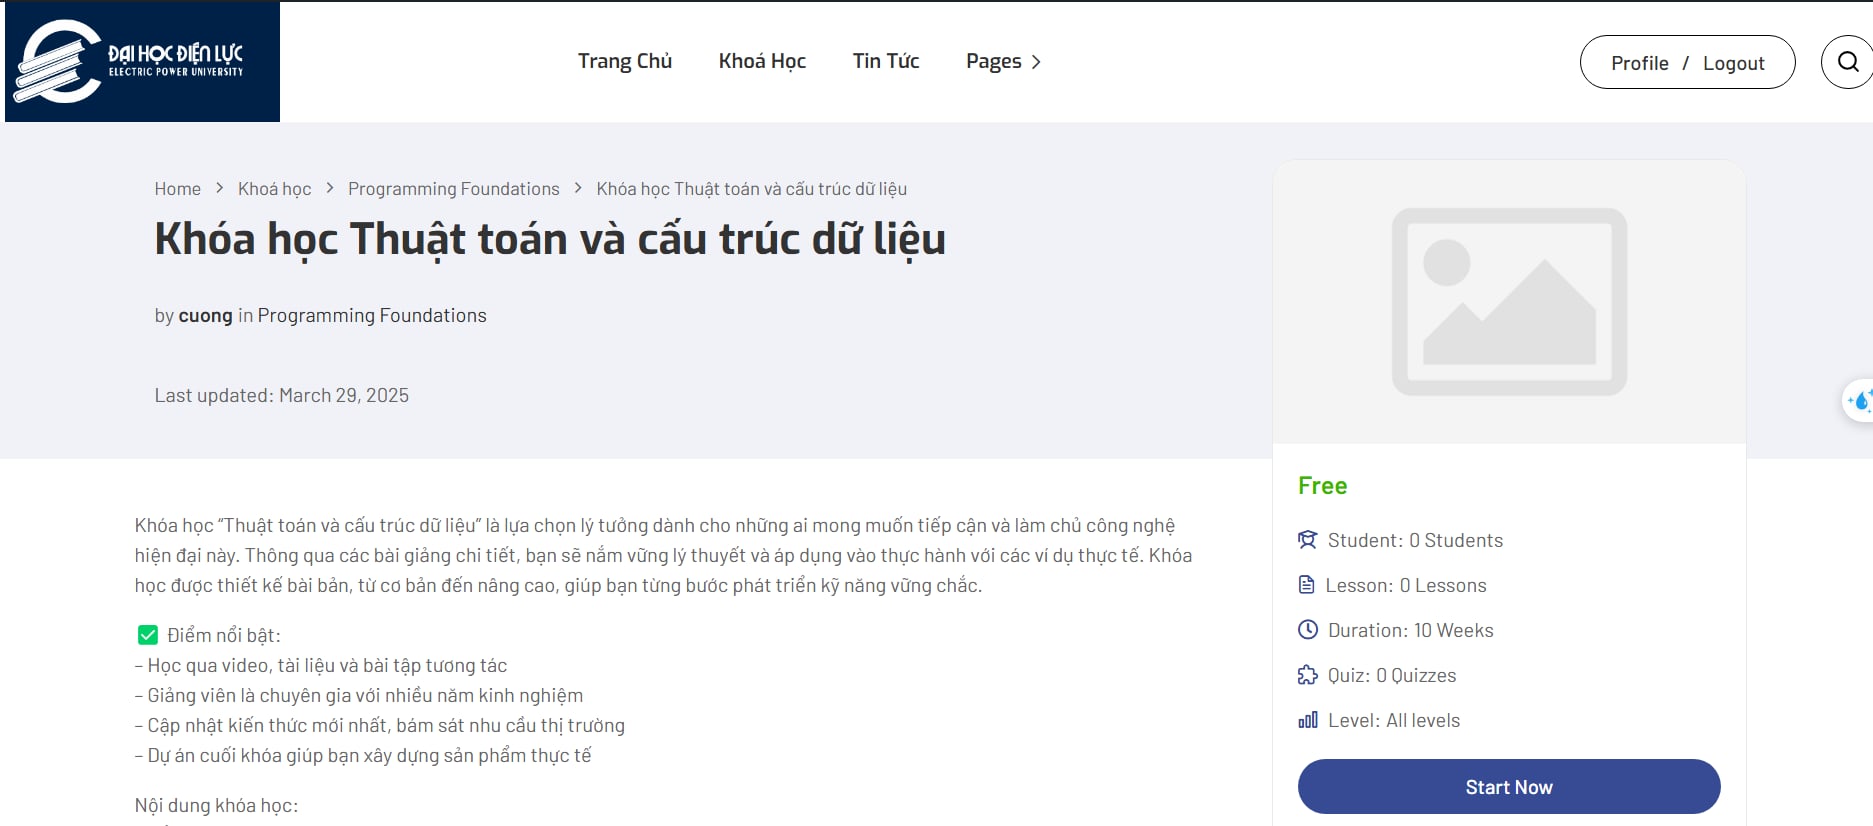 ĐẠI HỌC ĐIỆN LỰC
ELECTRIC POWER UNIVERSITY
Trang Chủ
Khoá Học
Tin Tức
Pages
Profile / Logout
Home > Khoá học > Programming Foundations > Khóa học Thuật toán và cấu trúc dữ liệu
Khóa học Thuật toán và cấu trúc dữ liệu
by cuong in Programming Foundations
Last updated: March 29, 2025
Khóa học “Thuật toán và cấu trúc dữ liệu” là lựa chọn lý tưởng dành cho những ai mong muốn tiếp cận và làm chủ công nghệ
hiện đại này. Thông qua các bài giảng chi tiết, bạn sẽ nắm vững lý thuyết và áp dụng vào thực hành với các ví dụ thực tế. Khóa
học được thiết kế bài bản, từ cơ bản đến nâng cao, giúp bạn từng bước phát triển kỹ năng vững chắc.
✅ Điểm nổi bật:
– Học qua video, tài liệu và bài tập tương tác
– Giảng viên là chuyên gia với nhiều năm kinh nghiệm
– Cập nhật kiến thức mới nhất, bám sát nhu cầu thị trường
– Dự án cuối khóa giúp bạn xây dựng sản phẩm thực tế
Nội dung khóa học:
Free
Student: 0 Students
Lesson: 0 Lessons
Duration: 10 Weeks
Quiz: 0 Quizzes
Level: All levels
Start Now